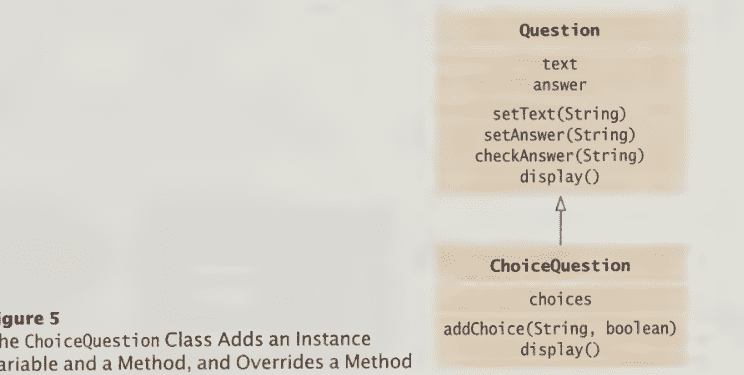 Question
text
answer
setText(String)
setAnswer(String)
checkAnswer(String)
display()
ChoiceQuestion
choices
addChoice(String, boolean)
display()
igure 5
he ChoiceQuestion Class Adds an Instance
ariable and a Method, and Overrides a Method